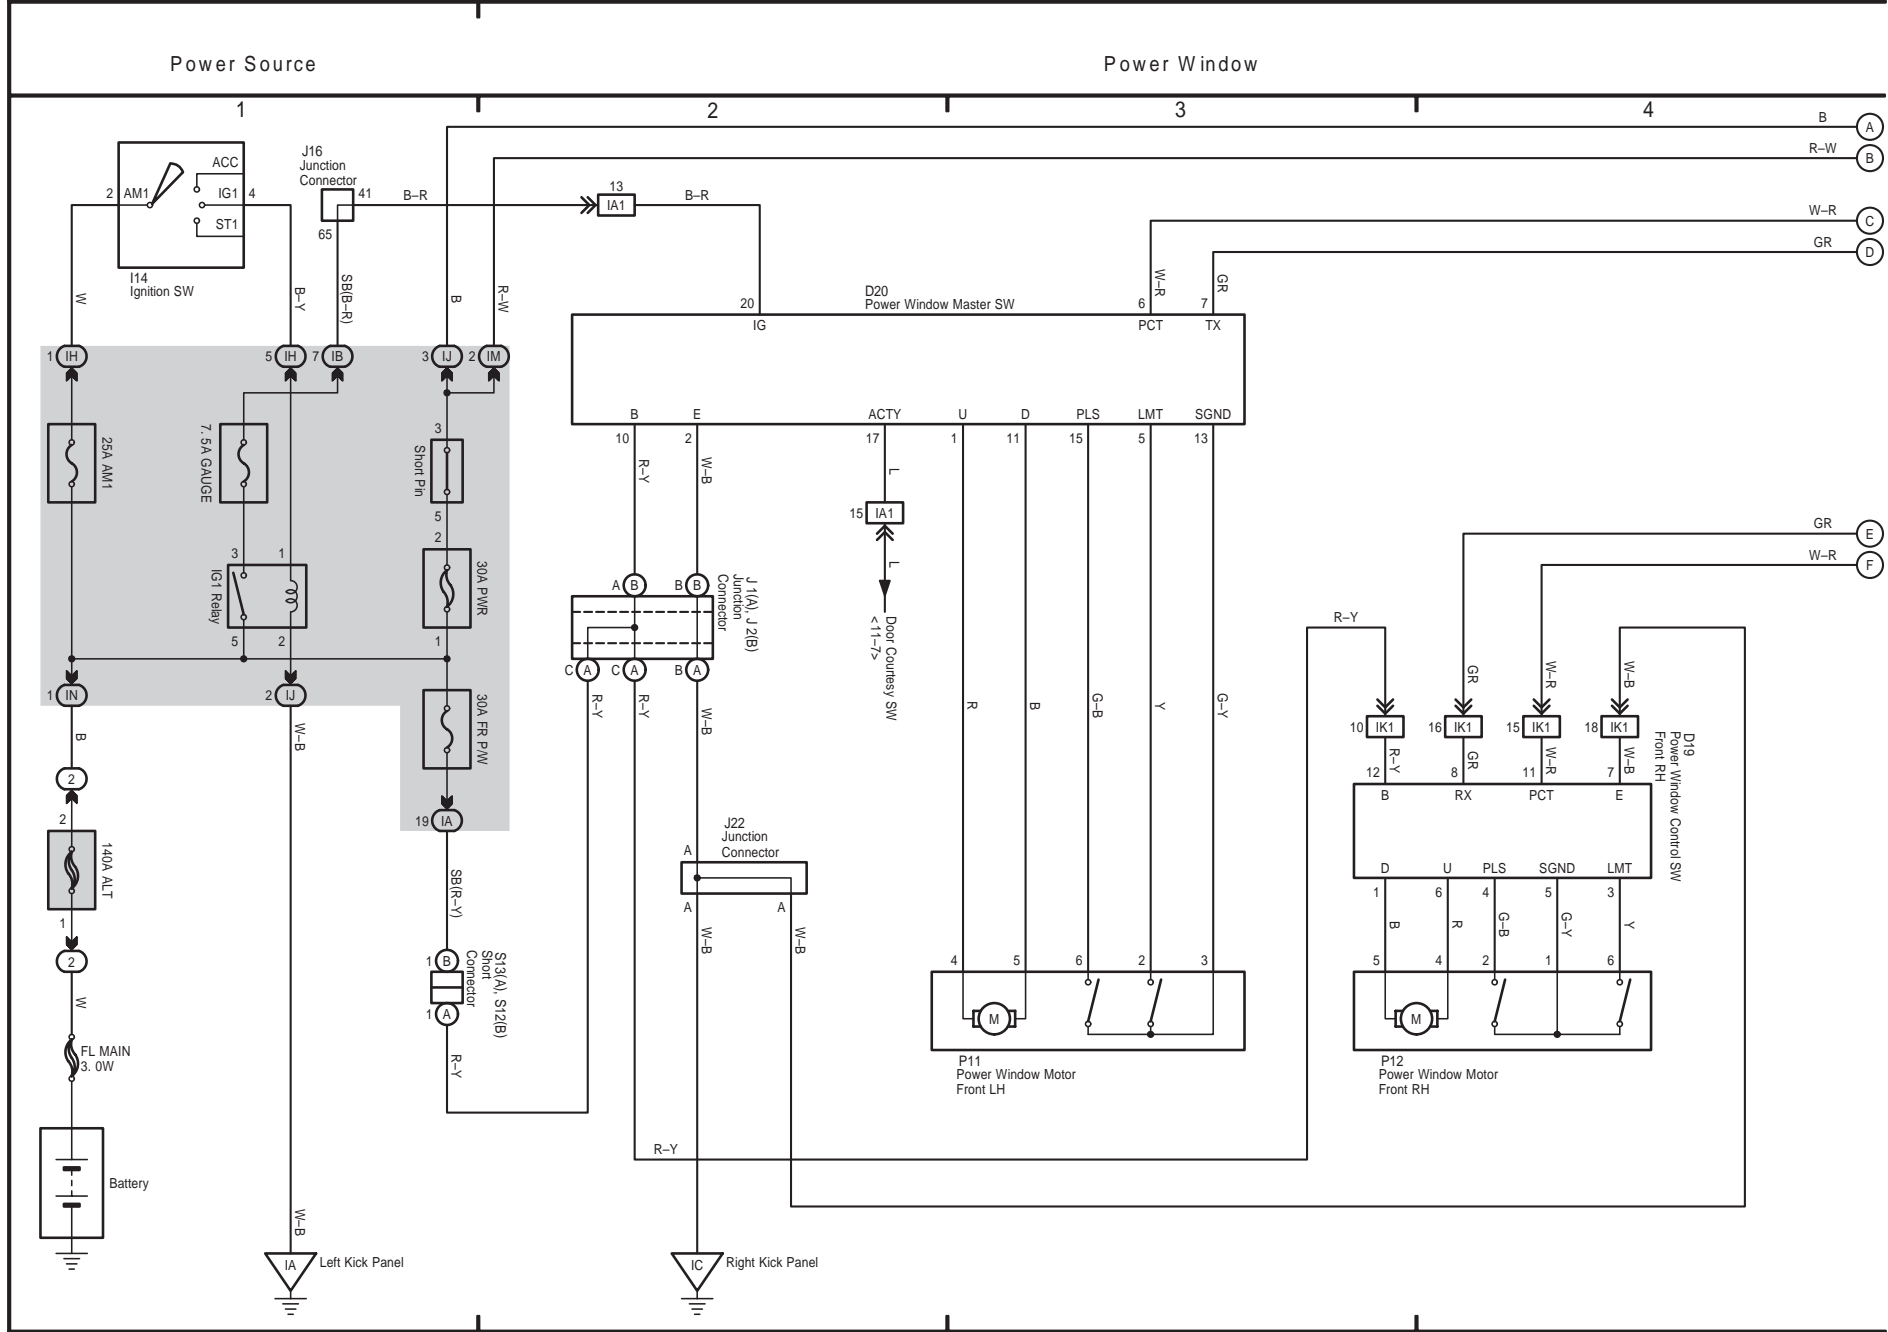 Power Source
Power Window
1
2
3
4
B
A
R–W
B
W–R
C
GR
D
GR
E
W–R
F
2
AM1
ACC
IG1
4
ST1
I14
Ignition SW
J16
Junction
Connector
41
65
B–R
13
IA1
B–R
W
B–Y
SB(B–R)
B
R–W
1
IH
5
IH
7
IB
3
IJ
2
IM
25A AM1
7. 5A GAUGE
3
Short Pin
5
2
30A PWR
1
3
1
IG1 Relay
5
2
1
IN
2
IJ
30A FR P/W
19
IA
B
2
2
140A ALT
1
2
W
FL MAIN
3. 0W
Battery
W–B
W–B
IA
Left Kick Panel
SB(R–Y)
1
B
1
A
S13(A), S12(B)
Short
Connector
R–Y
D20
Power Window Master SW
20
IG
6
PCT
W–R
7
TX
GR
B
E
ACTY
U
D
PLS
LMT
SGND
10
2
17
1
11
15
5
13
R–Y
W–B
L
15
IA1
L
Door Courtesy SW
<11–7>
A
B
B
B
J 1(A), J 2(B)
Junction
Connector
C
A
C
A
B
A
R–Y
R–Y
W–B
R
B
G–B
Y
G–Y
J22
Junction
Connector
A
A
A
W–B
W–B
R–Y
IC
Right Kick Panel
4
5
6
2
3
M
P11
Power Window Motor
Front LH
R–Y
GR
W–R
W–B
10
IK1
16
IK1
15
IK1
18
IK1
R–Y
GR
W–R
W–B
12
8
11
7
B
RX
PCT
E
D19
Power Window Control SW
Front RH
D
U
PLS
SGND
LMT
1
6
4
5
3
B
R
G–B
G–Y
Y
5
4
2
1
6
M
P12
Power Window Motor
Front RH